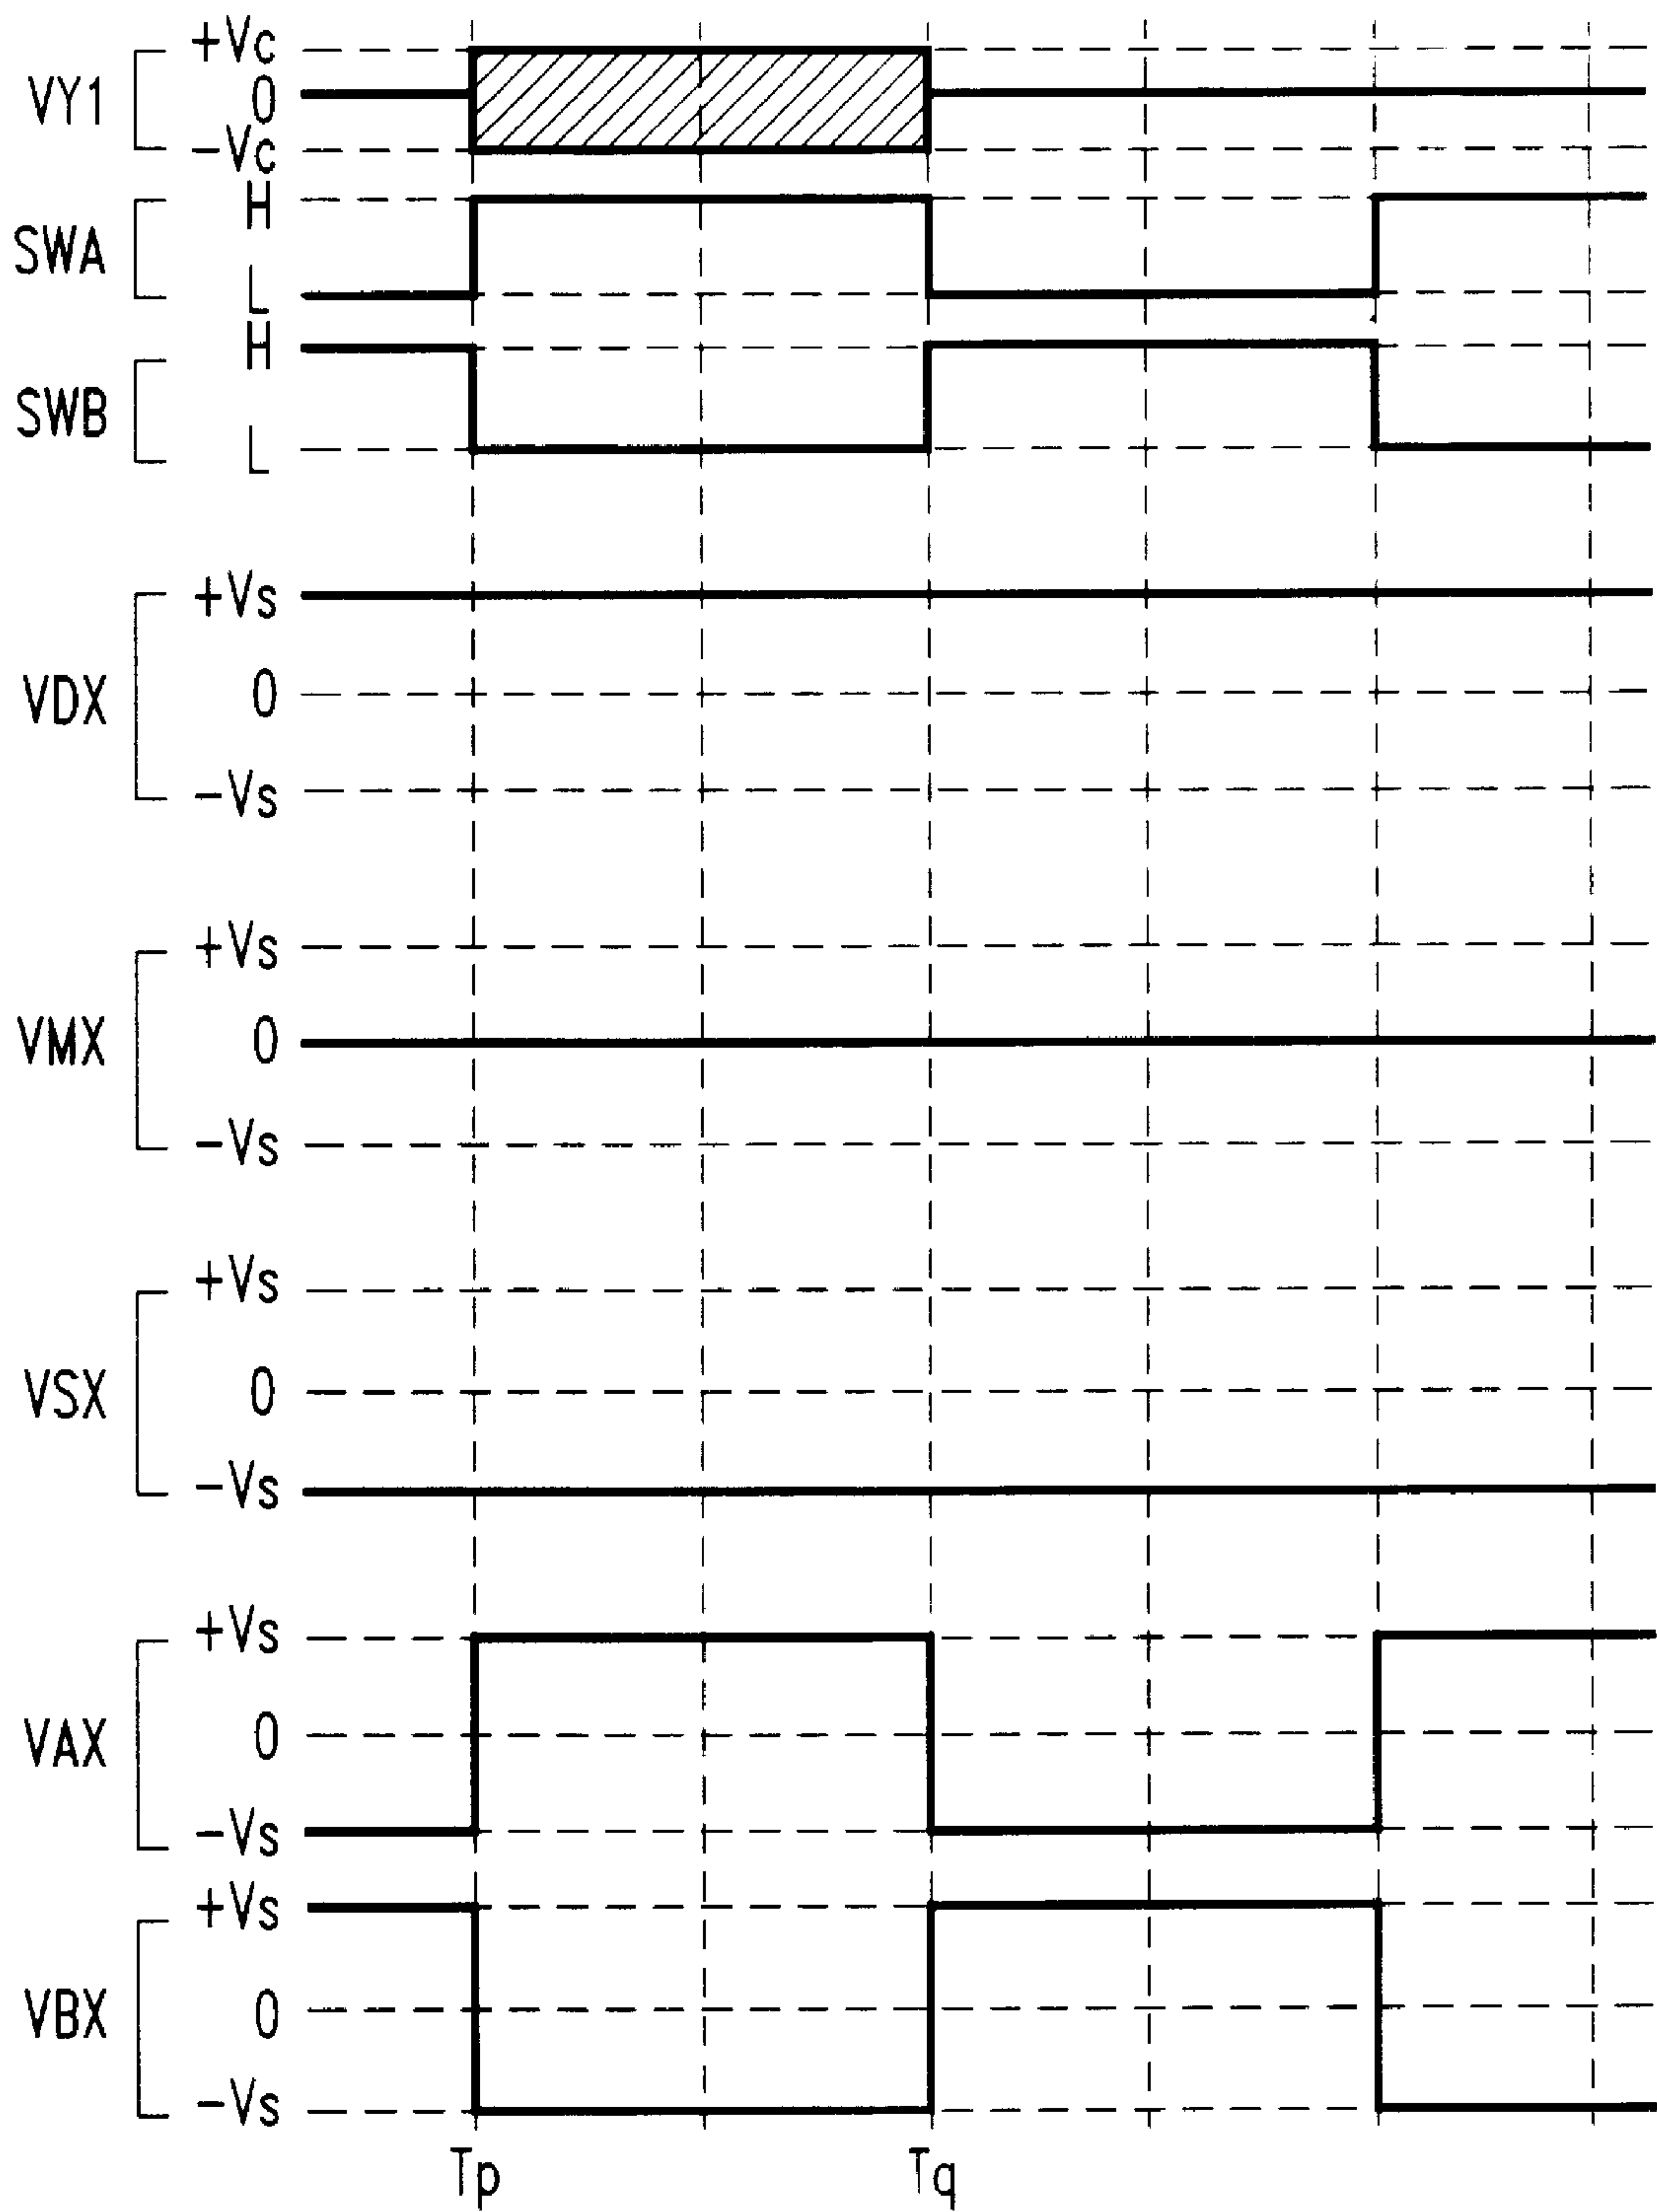 +Vc
VY1 0
-Vc
H
SWA
L
H
SWB
L
+Vs
VDX 0
-Vs
+Vs
VMX 0
-Vs
+Vs
VSX 0
-Vs
+Vs
VAX 0
-Vs
+Vs
VBX 0
-Vs
Tp Tq